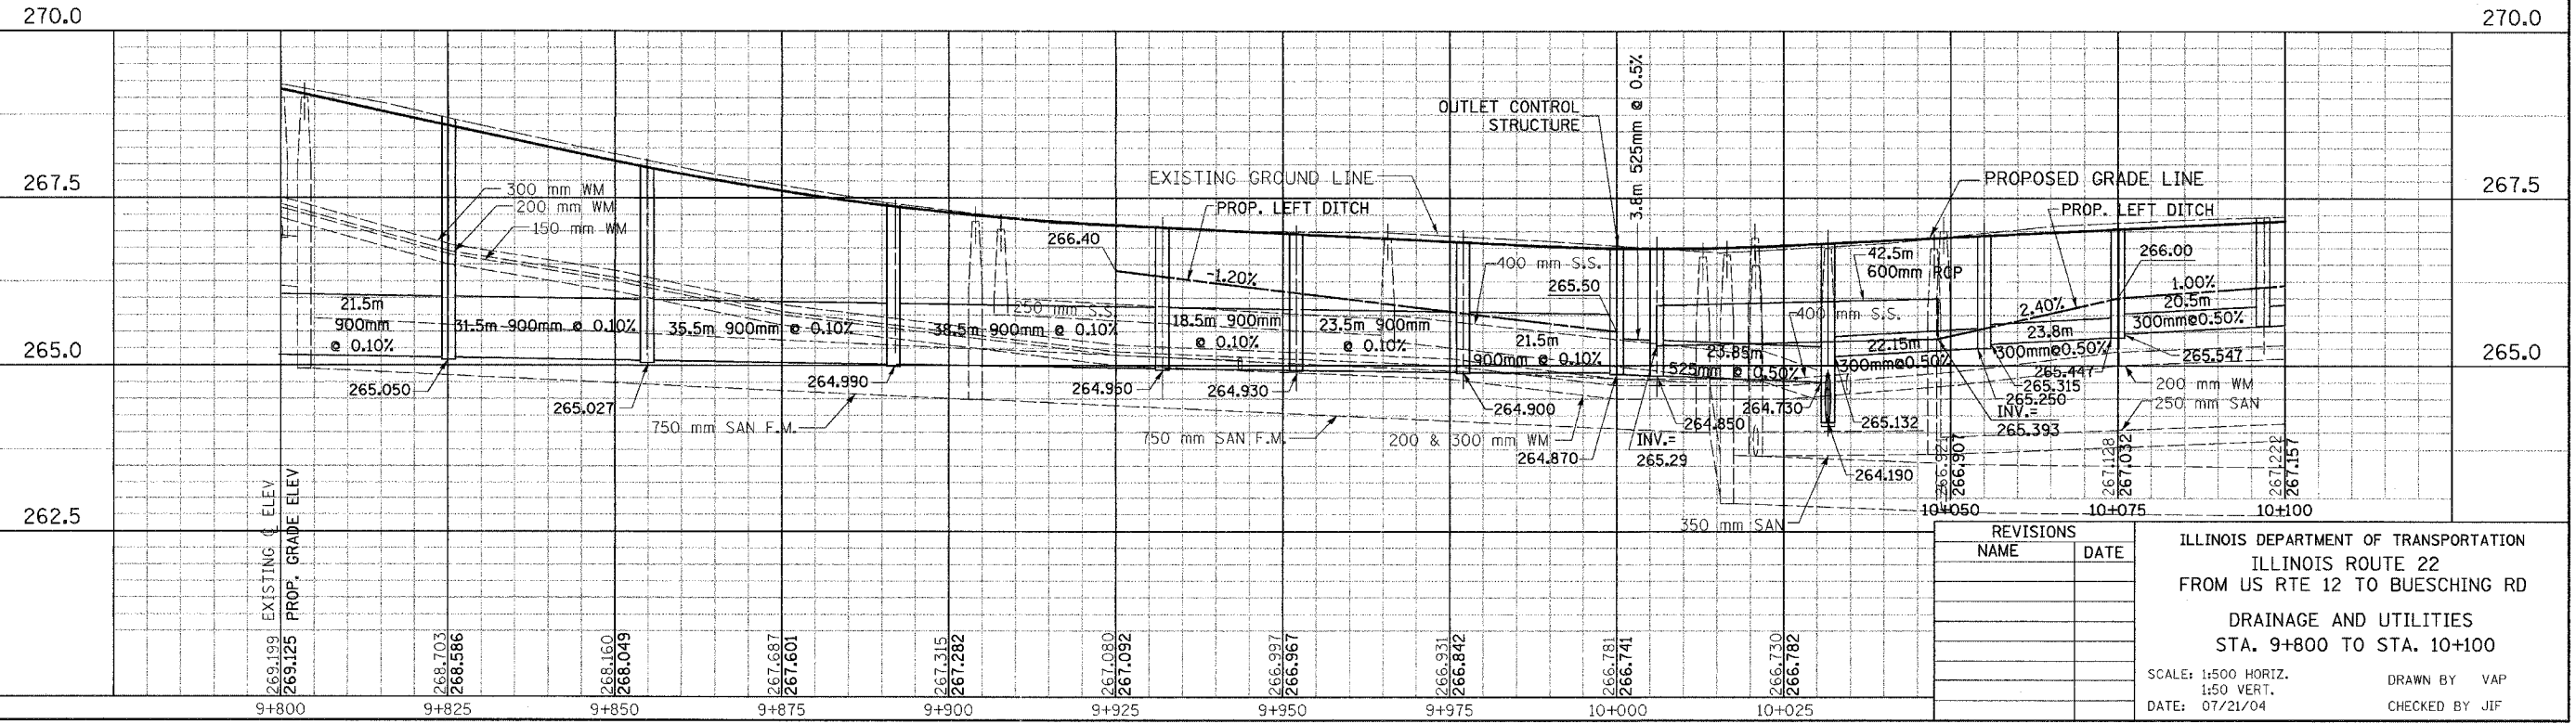 270.0
270.0
267.5
267.5
265.0
265.0
262.5
300 mm WM
200 mm WM
150 mm WM
21.5m
900mm
@ 0.10%
31.5m 900mm @ 0.10%
35.5m 900mm @ 0.10%
38.5m 900mm @ 0.10%
250 mm S.S.
18.5m 900mm
@ 0.10%
23.5m 900mm
@ 0.10%
21.5m
900mm @ 0.10%
265.050
265.027
264.990
264.950
264.930
264.900
264.870
750 mm SAN F.M.
750 mm SAN F.M.
200 & 300 mm WM
EXISTING GROUND LINE
PROP. LEFT DITCH
266.40
-1.20%
400 mm S.S.
265.50
OUTLET CONTROL
STRUCTURE
3.8m 525mm @ 0.5%
PROPOSED GRADE LINE
PROP. LEFT DITCH
42.5m
600mm RCP
400 mm S.S.
23.85m
525mm @ 0.50%
22.15m
300mm@0.50%
2.40%
23.8m
300mm@0.50%
266.00
1.00%
20.5m
300mm@0.50%
265.547
265.447
265.315
265.250
INV.=
265.393
200 mm WM
250 mm SAN
INV.=
265.29
264.850
264.730
265.132
264.190
350 mm SAN
EXISTING ℄ ELEV
PROP. GRADE ELEV
269.199
269.125
268.703
268.586
268.160
268.049
267.687
267.601
267.315
267.282
267.080
267.092
266.997
266.967
266.931
266.842
266.781
266.741
266.730
266.782
266.921
266.907
267.128
267.032
267.222
267.157
9+800
9+825
9+850
9+875
9+900
9+925
9+950
9+975
10+000
10+025
10+050
10+075
10+100
REVISIONS
NAME
DATE
ILLINOIS DEPARTMENT OF TRANSPORTATION
ILLINOIS ROUTE 22
FROM US RTE 12 TO BUESCHING RD
DRAINAGE AND UTILITIES
STA. 9+800 TO STA. 10+100
SCALE: 1:500 HORIZ.
1:50 VERT.
DATE: 07/21/04
DRAWN BY VAP
CHECKED BY JIF